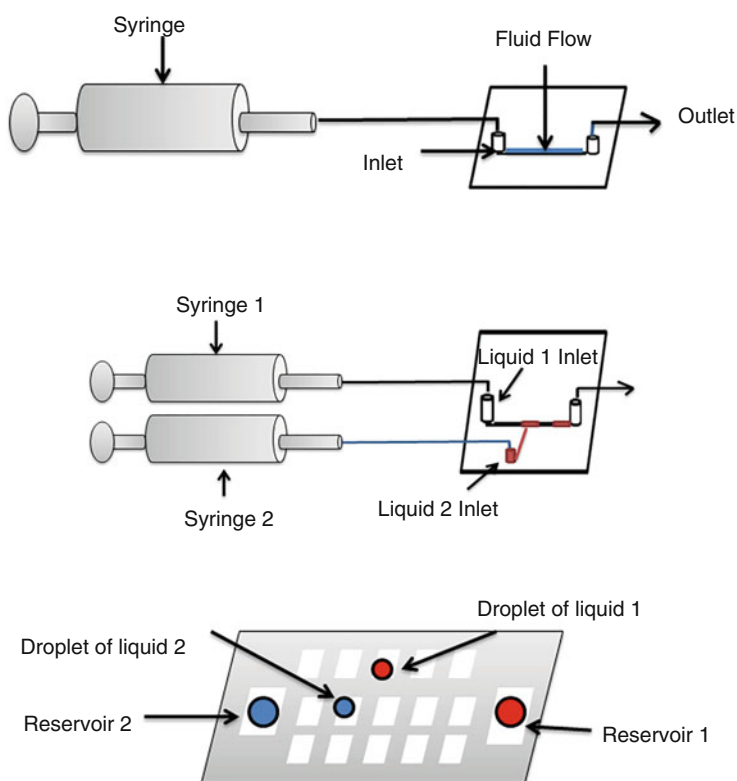 Syringe
Fluid Flow
Outlet
Inlet
Syringe 1
Liquid 1 Inlet
Liquid 2 Inlet
Syringe 2
Droplet of liquid 1
Droplet of liquid 2
Reservoir 2
Reservoir 1